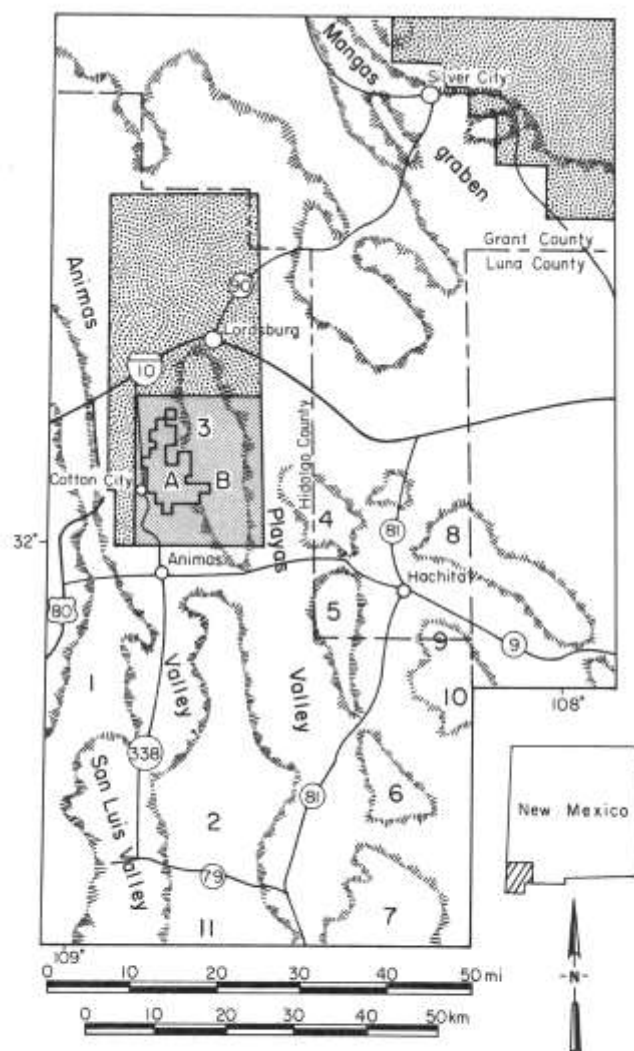 Mangas
Silver City
graben
Grant County
Luna County
Animas
90
Lordsburg
10
3
Hidalgo County
Cotton City
A
B
4
81
8
32°
Playas
Animas
Hachita
5
80
9
9
1
Valley
Valley
10
108°
338
San Luis Valley
81
6
New Mexico
2
79
11
7
109°
0 10 20 30 40 50 mi
0 10 20 30 40 50 km
-N-